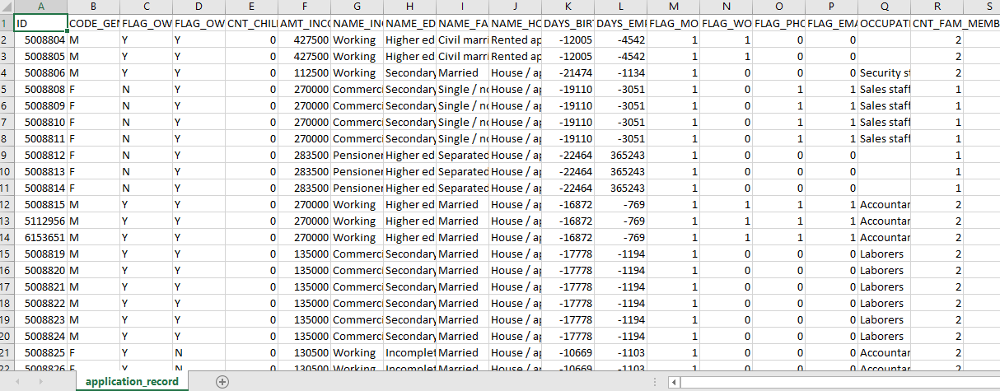 A B C D E F G H I J K L M N O P Q R S
1 ID CODE_GEN FLAG_OW FLAG_OW CNT_CHIL AMT_INCO NAME_INC NAME_ED NAME_FA NAME_HO DAYS_BIR DAYS_EMI FLAG_MO FLAG_WO FLAG_PHO FLAG_EMA OCCUPATI CNT_FAM_MEMB
2 5008804 M Y Y 0 427500 Working Higher ed Civil marri Rented ap -12005 -4542 1 1 0 0 2
3 5008805 M Y Y 0 427500 Working Higher ed Civil marri Rented ap -12005 -4542 1 1 0 0 2
4 5008806 M Y Y 0 112500 Working Secondary Married House / ap -21474 -1134 1 0 0 0 Security st 2
5 5008808 F N Y 0 270000 Commerci Secondary Single / no House / ap -19110 -3051 1 0 1 1 Sales staff 1
6 5008809 F N Y 0 270000 Commerci Secondary Single / no House / ap -19110 -3051 1 0 1 1 Sales staff 1
7 5008810 F N Y 0 270000 Commerci Secondary Single / no House / ap -19110 -3051 1 0 1 1 Sales staff 1
8 5008811 F N Y 0 270000 Commerci Secondary Single / no House / ap -19110 -3051 1 0 1 1 Sales staff 1
9 5008812 F N Y 0 283500 Pensioner Higher ed Separated House / ap -22464 365243 1 0 0 0 1
10 5008813 F N Y 0 283500 Pensioner Higher ed Separated House / ap -22464 365243 1 0 0 0 1
11 5008814 F N Y 0 283500 Pensioner Higher ed Separated House / ap -22464 365243 1 0 0 0 1
12 5008815 M Y Y 0 270000 Working Higher ed Married House / ap -16872 -769 1 1 1 1 Accountan 2
13 5112956 M Y Y 0 270000 Working Higher ed Married House / ap -16872 -769 1 1 1 1 Accountan 2
14 6153651 M Y Y 0 270000 Working Higher ed Married House / ap -16872 -769 1 1 1 1 Accountan 2
15 5008819 M Y Y 0 135000 Commerci Secondary Married House / ap -17778 -1194 1 0 0 0 Laborers 2
16 5008820 M Y Y 0 135000 Commerci Secondary Married House / ap -17778 -1194 1 0 0 0 Laborers 2
17 5008821 M Y Y 0 135000 Commerci Secondary Married House / ap -17778 -1194 1 0 0 0 Laborers 2
18 5008822 M Y Y 0 135000 Commerci Secondary Married House / ap -17778 -1194 1 0 0 0 Laborers 2
19 5008823 M Y Y 0 135000 Commerci Secondary Married House / ap -17778 -1194 1 0 0 0 Laborers 2
20 5008824 M Y Y 0 135000 Commerci Secondary Married House / ap -17778 -1194 1 0 0 0 Laborers 2
21 5008825 F Y N 0 130500 Working Incomplet Married House / ap -10669 -1103 1 0 0 0 Accountan 2
22 5008826 F Y N 0 130500 Working Incomplet Married House / ap -10669 -1103 1 0 0 0 Accountan 2
application_record